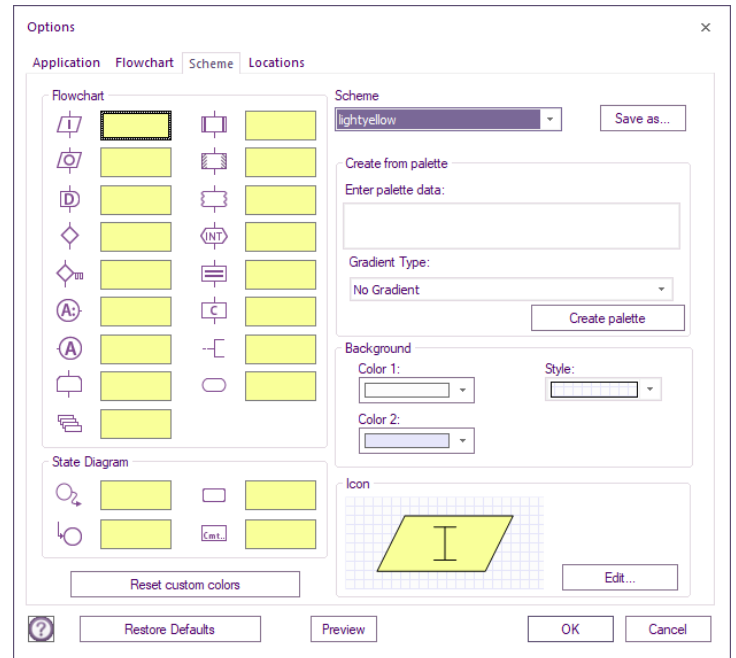 Options
Application Flowchart Scheme Locations
Flowchart
I
O
D
INT
A:
C
A
Scheme
lightyellow
Save as...
Create from palette
Enter palette data:
Gradient Type:
No Gradient
Create palette
Background
Color 1:
Style:
Color 2:
State Diagram
Cmt..
Icon
I
Edit...
Reset custom colors
?
Restore Defaults
Preview
OK
Cancel